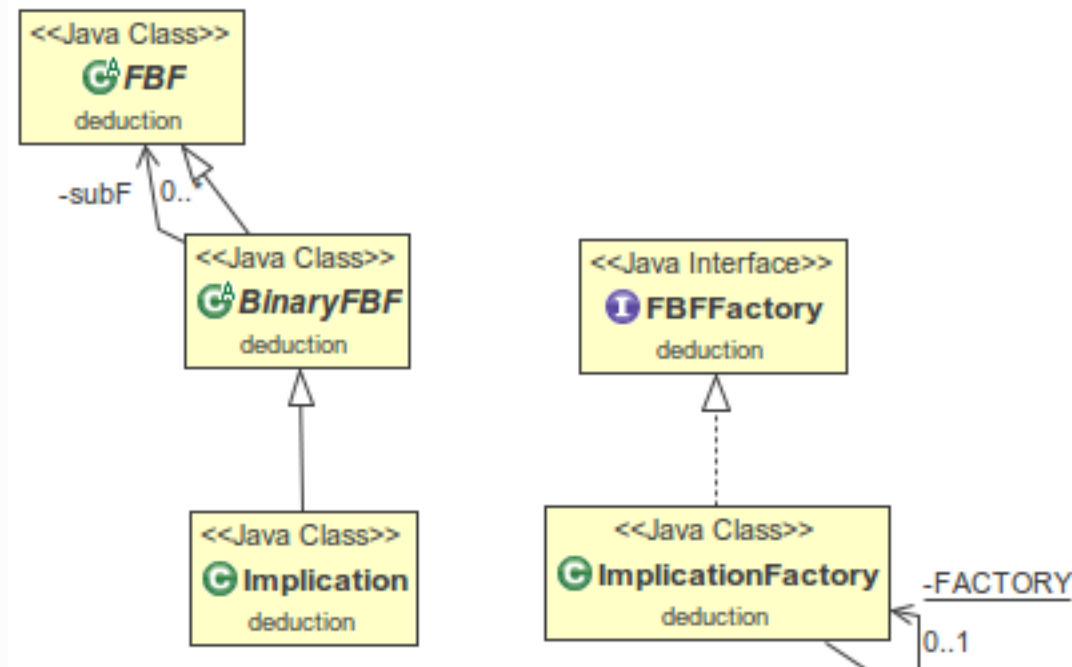 <<Java Class>>
FBF
deduction
-subF
0..*
<<Java Class>>
BinaryFBF
deduction
<<Java Interface>>
FBFFactory
deduction
<<Java Class>>
Implication
deduction
<<Java Class>>
ImplicationFactory
deduction
-FACTORY
0..1